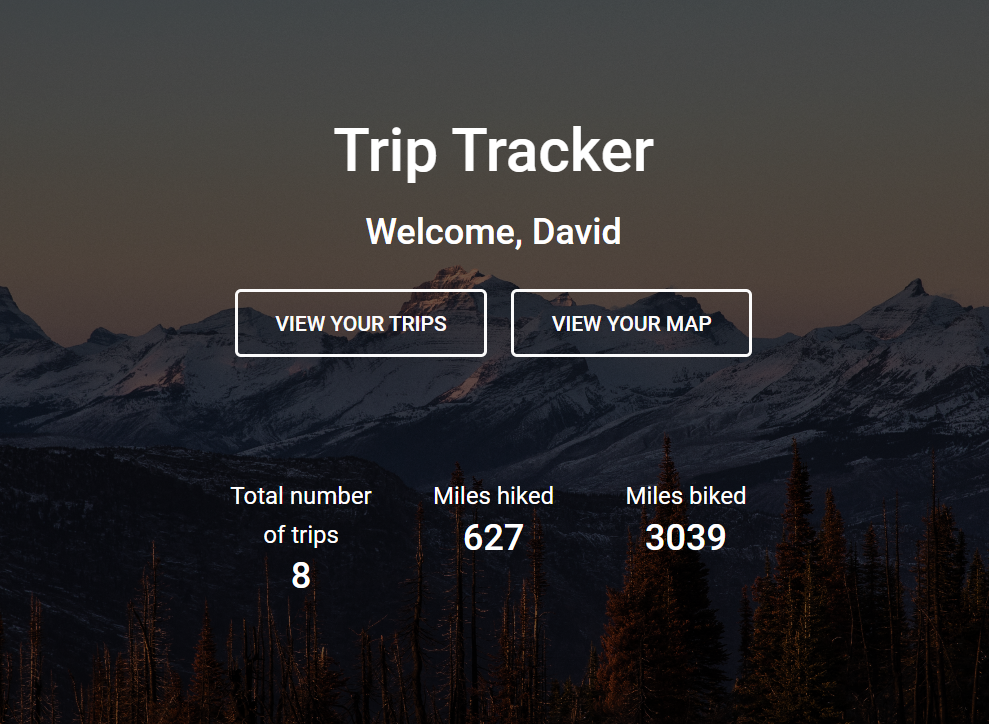 Trip Tracker
Welcome, David
VIEW YOUR TRIPS
VIEW YOUR MAP
Total number
of trips
8
Miles hiked
627
Miles biked
3039